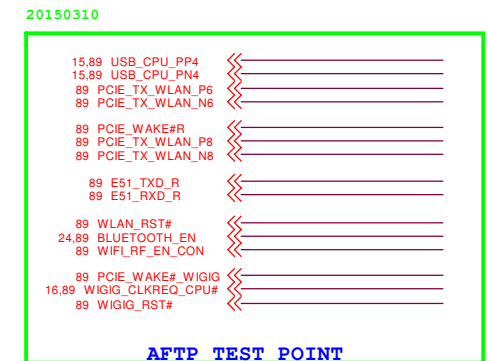 20150310
15,89 USB_CPU_PP4
15,89 USB_CPU_PN4
89 PCIE_TX_WLAN_P6
89 PCIE_TX_WLAN_N6
89 PCIE_WAKE#R
89 PCIE_TX_WLAN_P8
89 PCIE_TX_WLAN_N8
89 E51_TXD_R
89 E51_RXD_R
89 WLAN_RST#
24,89 BLUETOOTH_EN
89 WIFI_RF_EN_CON
89 PCIE_WAKE#_WIGIG
16,89 WIGIG_CLKREQ_CPU#
89 WIGIG_RST#
AFTP TEST POINT